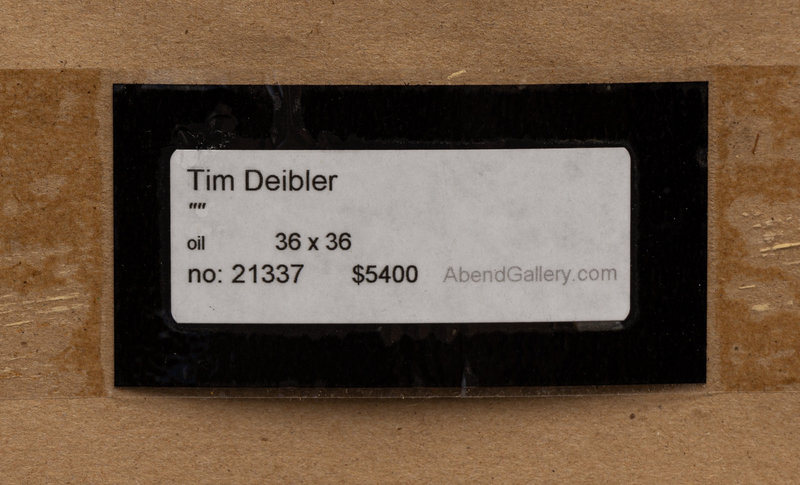 Tim Deibler
""
oil 36 x 36
no: 21337 $5400 AbendGallery.com